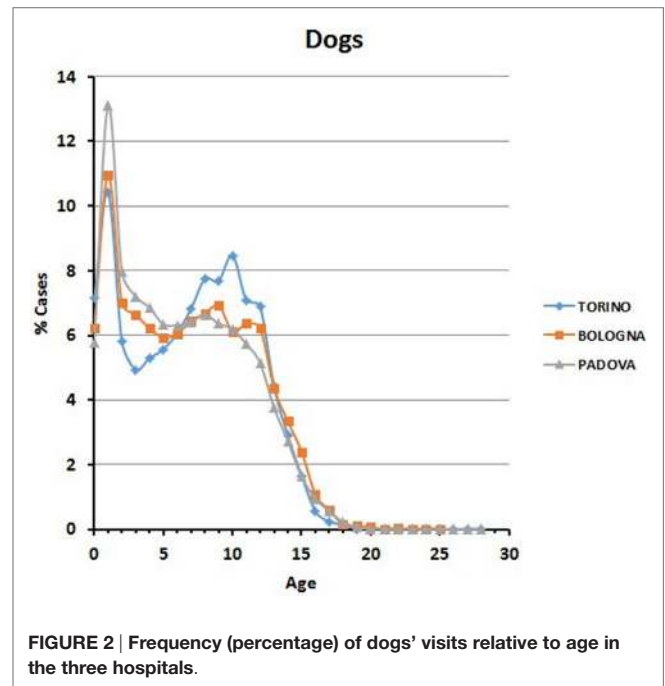 Dogs
14
12
10
8
6
4
2
0
% Cases
0 5 10 15 20 25 30
Age
TORINO
BOLOGNA
PADOVA
FIGURE 2 | Frequency (percentage) of dogs’ visits relative to age in
the three hospitals.